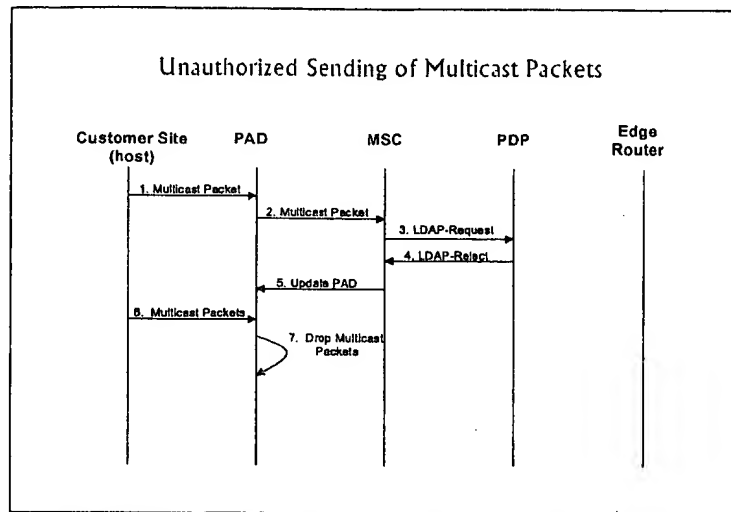 Unauthorized Sending of Multicast Packets
Customer Site
(host)
PAD
MSC
PDP
Edge
Router
1. Multicast Packet
2. Multicast Packet
3. LDAP-Request
4. LDAP-Reject
5. Update PAD
6. Multicast Packets
7. Drop Multicast
Packets